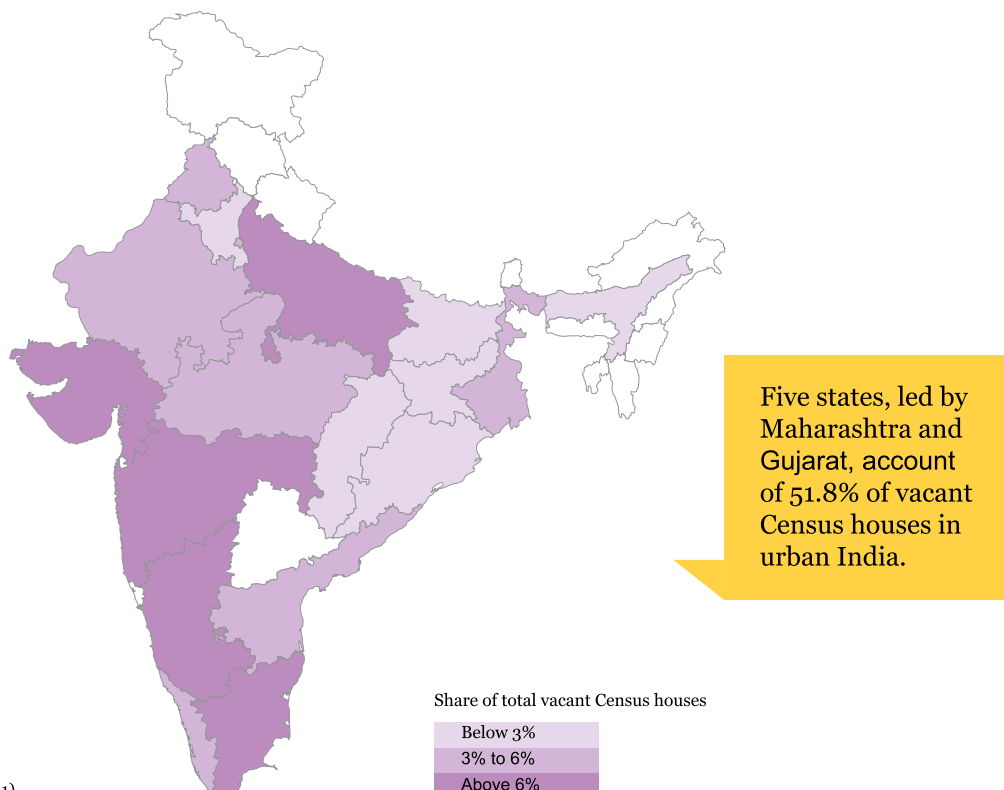 Five states, led by
Maharashtra and
Gujarat, account
of 51.8% of vacant
Census houses in
urban India.
Share of total vacant Census houses
Below 3%
3% to 6%
Above 6%
1)